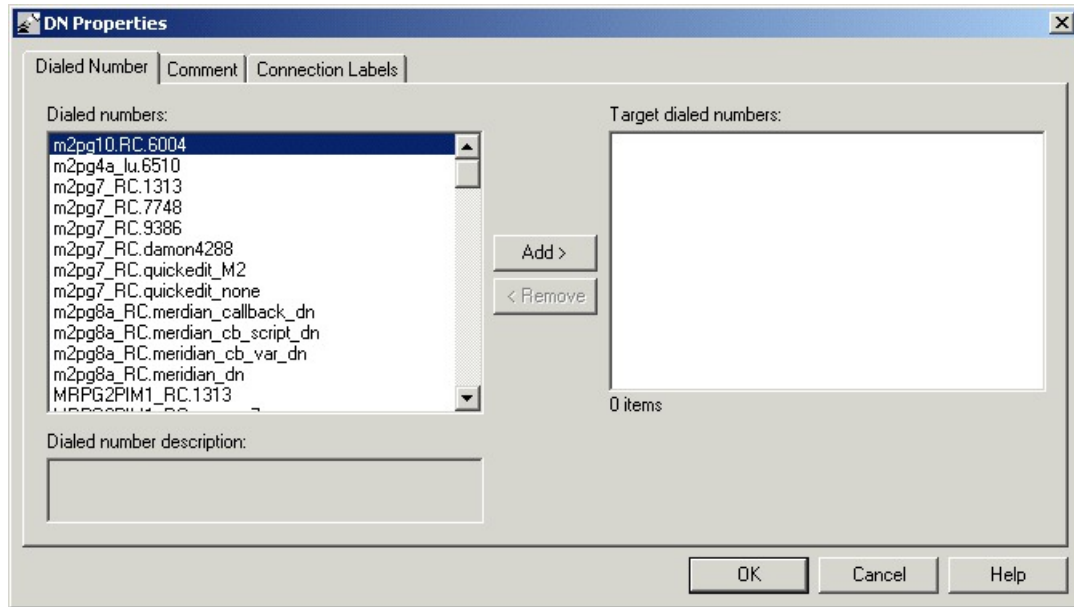 DN Properties
Dialed Number
Comment
Connection Labels
Dialed numbers:
m2pg10.RC.6004
m2pg4a_lu.6510
m2pg7_RC.1313
m2pg7_RC.7748
m2pg7_RC.9386
m2pg7_RC.damon4288
m2pg7_RC.quickedit_M2
m2pg7_RC.quickedit_none
m2pg8a_RC.merdian_callback_dn
m2pg8a_RC.merdian_cb_script_dn
m2pg8a_RC.meridian_cb_var_dn
m2pg8a_RC.meridian_dn
MRPG2PIM1_RC.1313
Add >
< Remove
Target dialed numbers:
0 items
Dialed number description:
OK
Cancel
Help